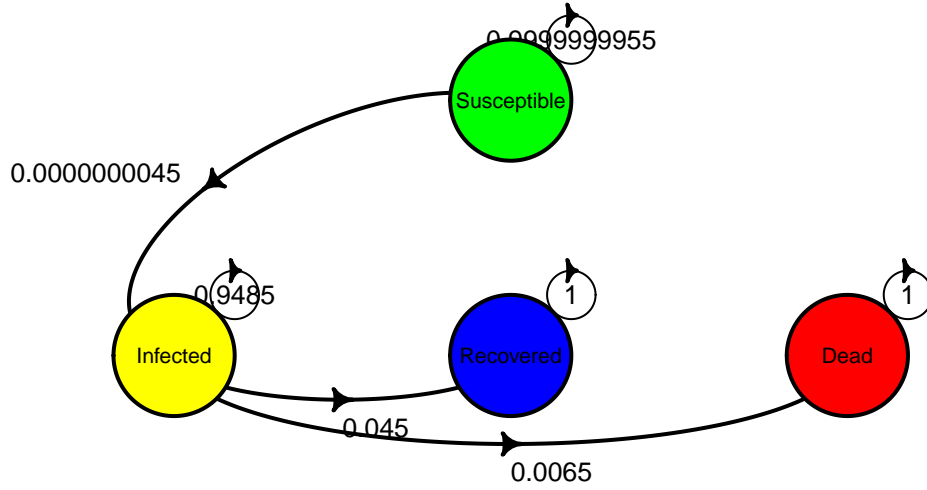 0.9999999955
Susceptible
0.0000000045
0.9485
1
1
Infected
Recovered
Dead
0.045
0.0065